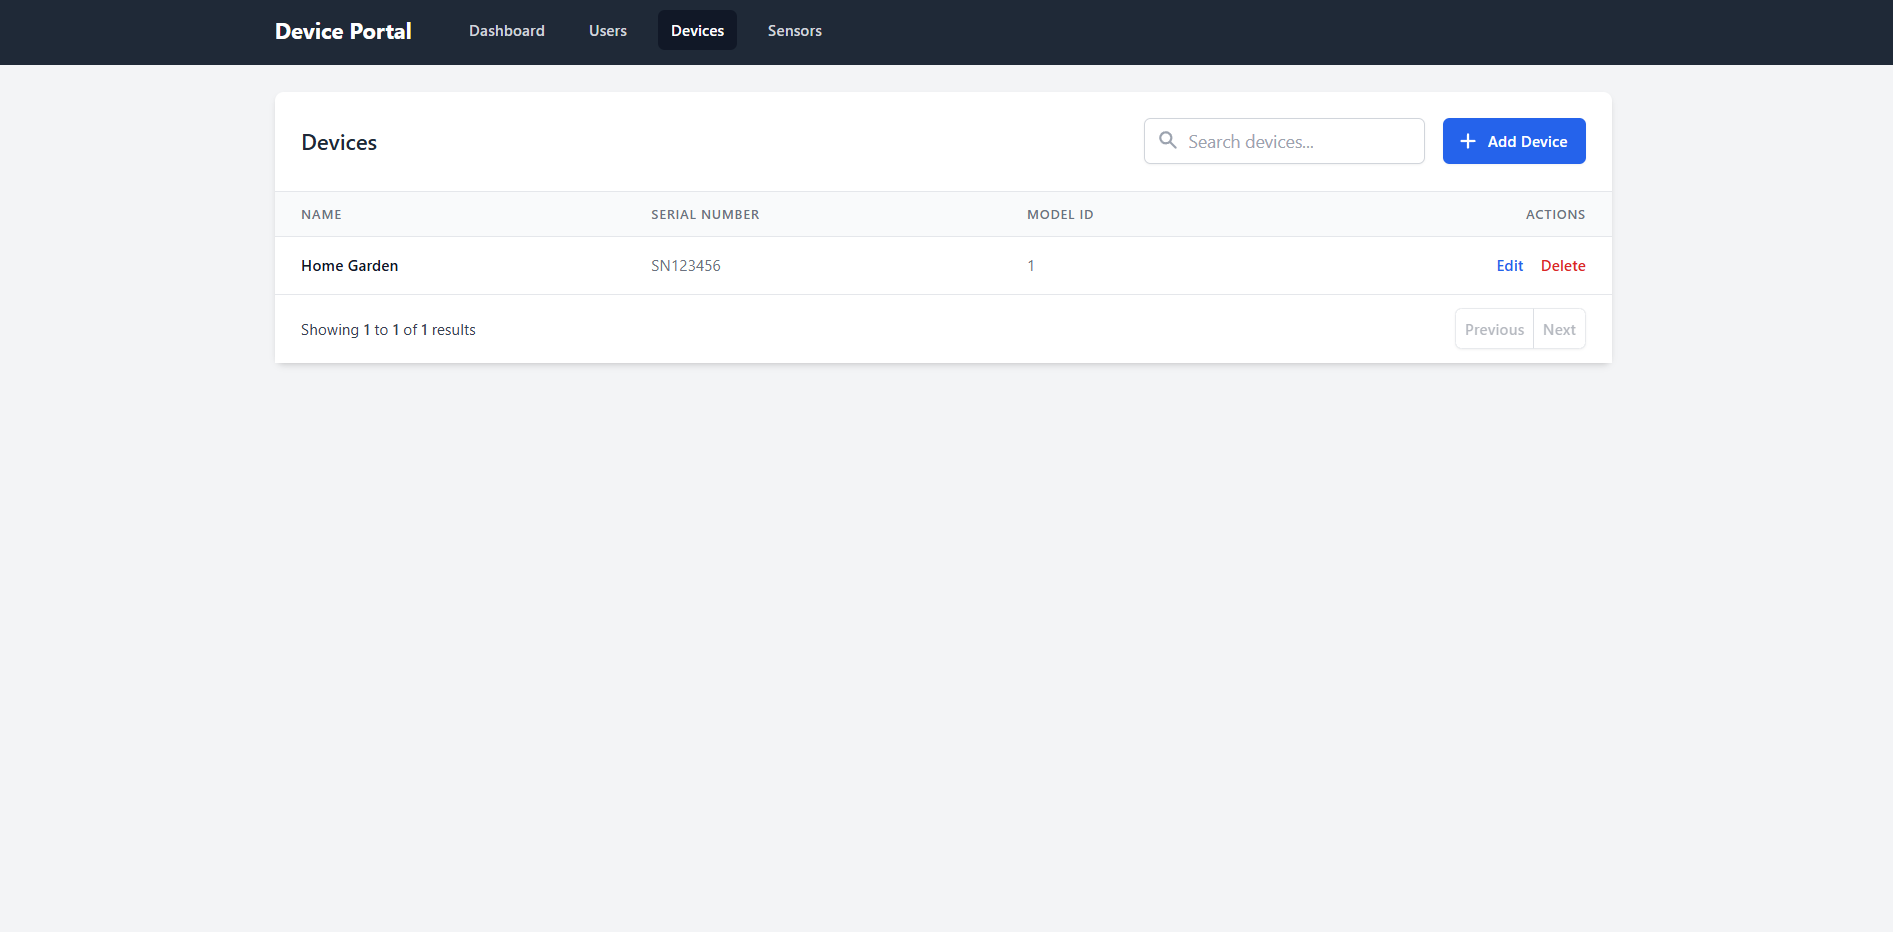 Device Portal Dashboard Users Devices Sensors
Devices Search devices... Add Device
NAME SERIAL NUMBER MODEL ID ACTIONS
Home Garden SN123456 1 Edit Delete
Showing 1 to 1 of 1 results Previous Next